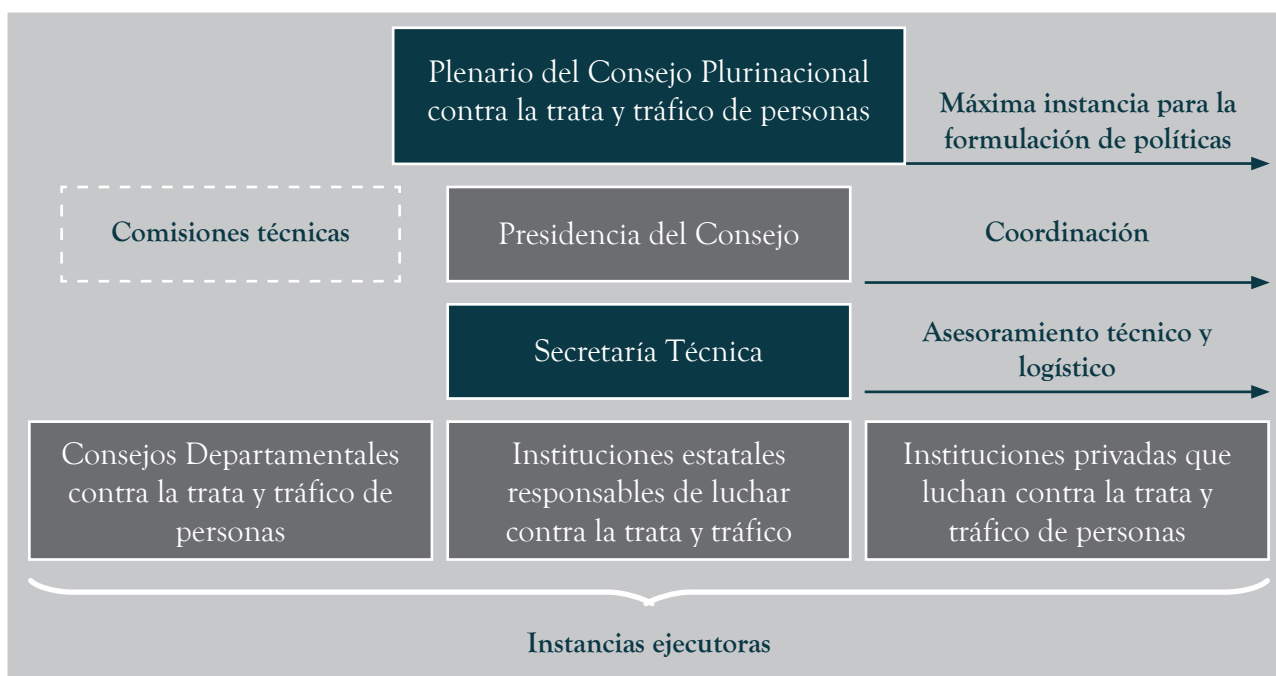 Plenario del Consejo Plurinacional
contra la trata y tráfico de personas
Máxima instancia para la
formulación de políticas
Comisiones técnicas
Presidencia del Consejo
Coordinación
Secretaría Técnica
Asesoramiento técnico y
logístico
Consejos Departamentales
contra la trata y tráfico de
personas
Instituciones estatales
responsables de luchar
contra la trata y tráfico
Instituciones privadas que
luchan contra la trata y
tráfico de personas
Instancias ejecutoras